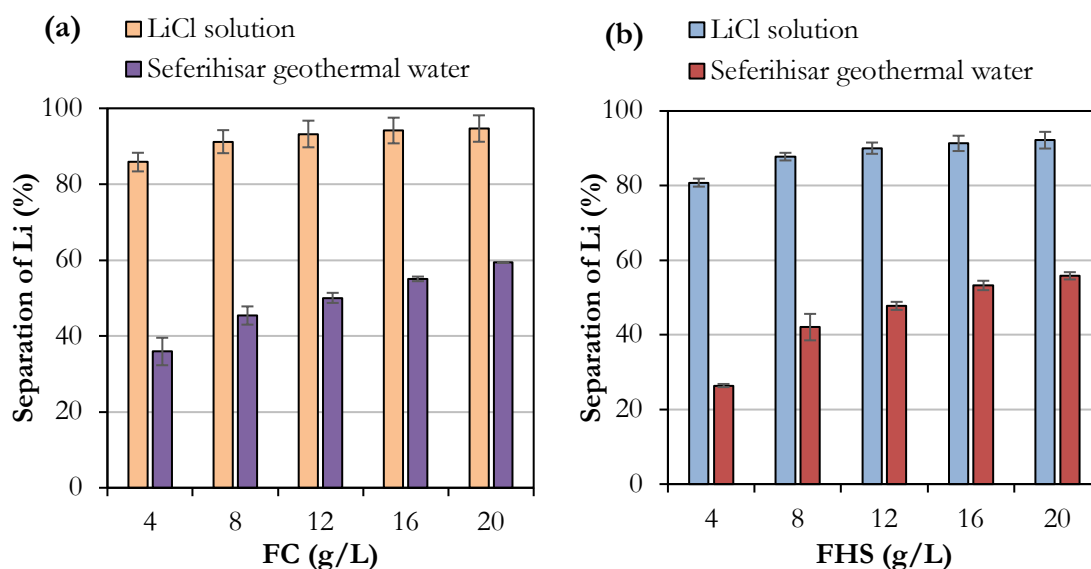 (a)
LiCl solution
Seferihisar geothermal water
Separation of Li (%)
100
80
60
40
20
0
4 8 12 16 20
FC (g/L)
(b)
LiCl solution
Seferihisar geothermal water
Separation of Li (%)
100
80
60
40
20
0
4 8 12 16 20
FHS (g/L)